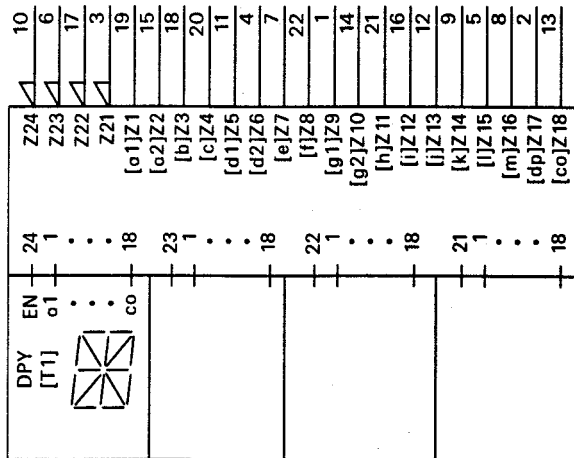 DPY
[T1]
EN
a1
· · ·
co
24
1
· · ·
18
23
1
· · ·
18
22
1
· · ·
18
21
1
· · ·
18
Z24 10
Z23 6
Z22 17
Z21 3
[a1]Z1 19
[a2]Z2 15
[b]Z3 18
[c]Z4 20
[d1]Z5 11
[d2]Z6 4
[e]Z7 7
[f]Z8 22
[g1]Z9 1
[g2]Z10 14
[h]Z11 21
[i]Z12 16
[j]Z13 12
[k]Z14 9
[l]Z15 5
[m]Z16 8
[dp]Z17 2
[co]Z18 13